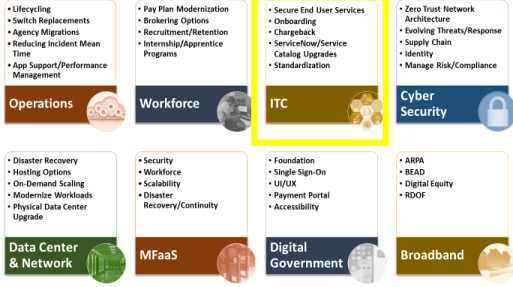 • Lifecycling
• Switch Replacements
• Agency Migrations
• Reducing Incident Mean
Time
• App Support/Performance
Management
Operations
• Pay Plan Modernization
• Brokering Options
• Recruitment/Retention
• Internship/Apprentice
Programs
Workforce
• Secure End User Services
• Onboarding
• Chargeback
• ServiceNow/Service
Catalog Upgrades
• Standardization
ITC
• Zero Trust Network
Architecture
• Evolving Threats/Response
• Supply Chain
• Identity
• Manage Risk/Compliance
Cyber
Security
• Disaster Recovery
• Hosting Options
• On-Demand Scaling
• Modernize Workloads
• Physical Data Center
Upgrade
Data Center
& Network
• Security
• Workforce
• Scalability
• Disaster
Recovery/Continuity
MFaaS
• Foundation
• Single Sign-On
• UI/UX
• Payment Portal
• Accessibility
Digital
Government
• ARPA
• BEAD
• Digital Equity
• RDOF
Broadband